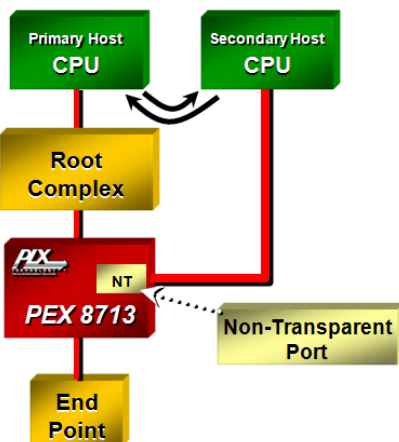 Primary Host
CPU
Secondary Host
CPU
Root
Complex
PLX
NT
PEX 8713
Non-Transparent
Port
End
Point